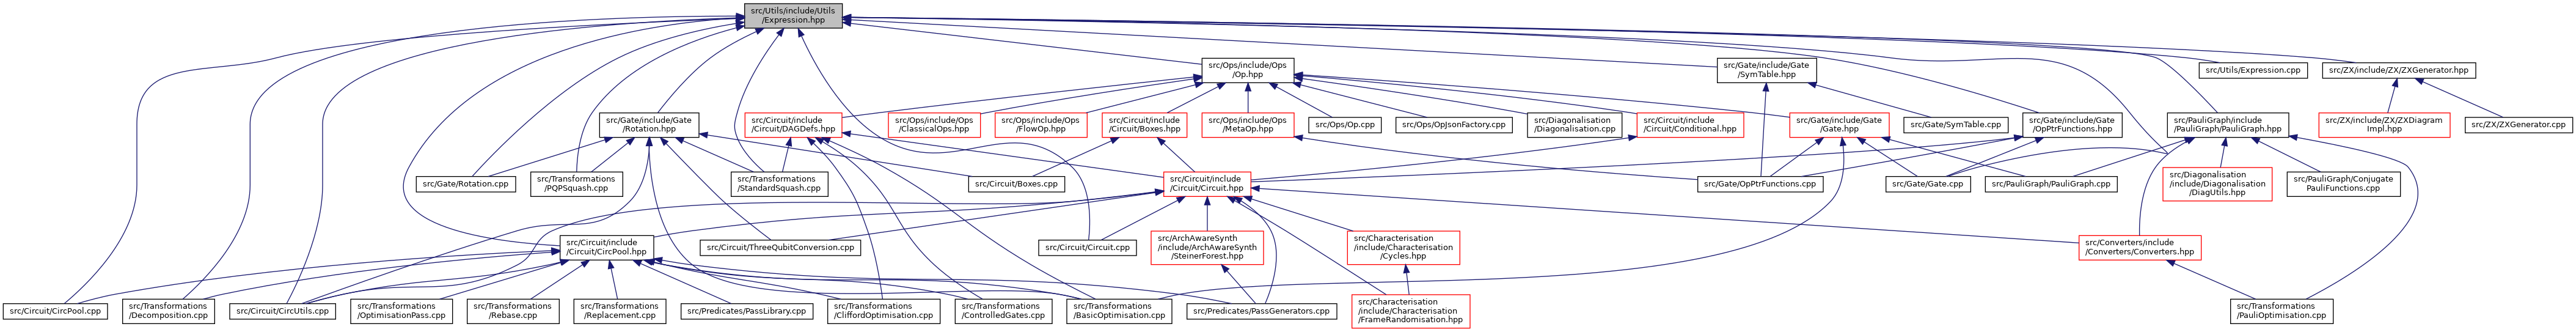 src/Utils/include/Utils
/Expression.hpp
src/Ops/include/Ops
/Op.hpp
src/Gate/include/Gate
/SymTable.hpp
src/Utils/Expression.cpp
src/ZX/include/ZX/ZXGenerator.hpp
src/Gate/include/Gate
/Rotation.hpp
src/Circuit/include
/Circuit/DAGDefs.hpp
src/Ops/include/Ops
/ClassicalOps.hpp
src/Ops/include/Ops
/FlowOp.hpp
src/Circuit/include
/Circuit/Boxes.hpp
src/Ops/include/Ops
/MetaOp.hpp
src/Ops/Op.cpp
src/Ops/OpJsonFactory.cpp
src/Diagonalisation
/Diagonalisation.cpp
src/Circuit/include
/Circuit/Conditional.hpp
src/Gate/include/Gate
/Gate.hpp
src/Gate/SymTable.cpp
src/Gate/include/Gate
/OpPtrFunctions.hpp
src/PauliGraph/include
/PauliGraph/PauliGraph.hpp
src/ZX/include/ZX/ZXDiagram
Impl.hpp
src/ZX/ZXGenerator.cpp
src/Gate/Rotation.cpp
src/Transformations
/PQPSquash.cpp
src/Transformations
/StandardSquash.cpp
src/Circuit/Boxes.cpp
src/Circuit/include
/Circuit/Circuit.hpp
src/Gate/OpPtrFunctions.cpp
src/Gate/Gate.cpp
src/PauliGraph/PauliGraph.cpp
src/Diagonalisation
/include/Diagonalisation
/DiagUtils.hpp
src/PauliGraph/Conjugate
PauliFunctions.cpp
src/Circuit/include
/Circuit/CircPool.hpp
src/Circuit/ThreeQubitConversion.cpp
src/Circuit/Circuit.cpp
src/ArchAwareSynth
/include/ArchAwareSynth
/SteinerForest.hpp
src/Characterisation
/include/Characterisation
/Cycles.hpp
src/Converters/include
/Converters/Converters.hpp
src/Circuit/CircPool.cpp
src/Transformations
/Decomposition.cpp
src/Circuit/CircUtils.cpp
src/Transformations
/OptimisationPass.cpp
src/Transformations
/Rebase.cpp
src/Transformations
/Replacement.cpp
src/Predicates/PassLibrary.cpp
src/Transformations
/CliffordOptimisation.cpp
src/Transformations
/ControlledGates.cpp
src/Transformations
/BasicOptimisation.cpp
src/Predicates/PassGenerators.cpp
src/Characterisation
/include/Characterisation
/FrameRandomisation.hpp
src/Transformations
/PauliOptimisation.cpp